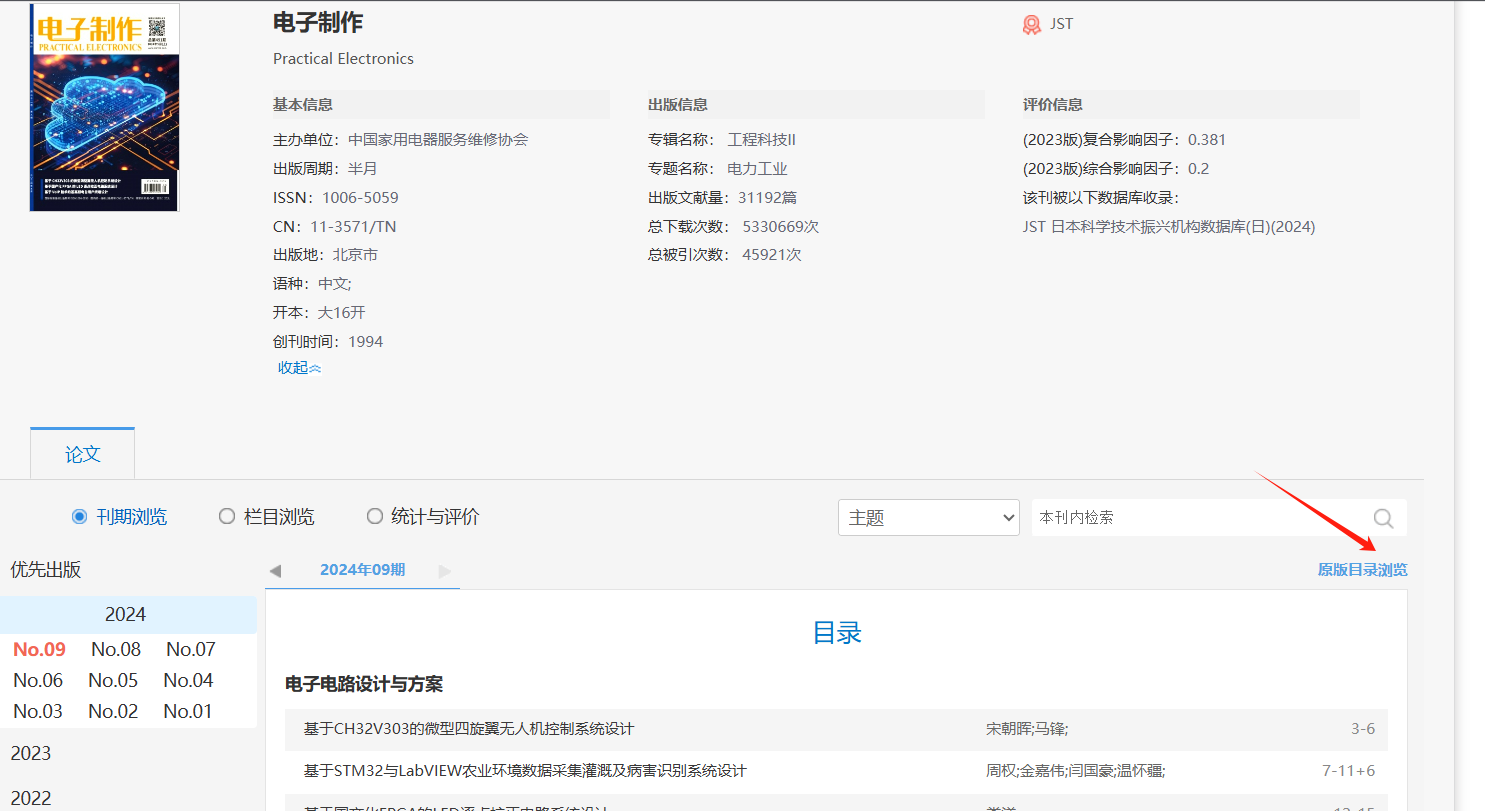 电子制作
PRACTICAL ELECTRONICS
电子制作
Practical Electronics
JST
基本信息
主办单位：中国家用电器服务维修协会
出版周期：半月
ISSN：1006-5059
CN：11-3571/TN
出版地：北京市
语种：中文;
开本：大16开
创刊时间：1994
收起
出版信息
专辑名称：工程科技II
专题名称：电力工业
出版文献量：31192篇
总下载次数：5330669次
总被引次数：45921次
评价信息
(2023版)复合影响因子：0.381
(2023版)综合影响因子：0.2
该刊被以下数据库收录：
JST 日本科学技术振兴机构数据库(日)(2024)
论文
刊期浏览 栏目浏览 统计与评价
主题 本刊内检索
优先出版
2024年09期
原版目录浏览
2024
No.09 No.08 No.07
No.06 No.05 No.04
No.03 No.02 No.01
2023
2022
目录
电子电路设计与方案
基于CH32V303的微型四旋翼无人机控制系统设计 宋朝晖;马锋; 3-6
基于STM32与LabVIEW农业环境数据采集灌溉及病害识别系统设计 周权;金嘉伟;闫国豪;温怀疆; 7-11+6